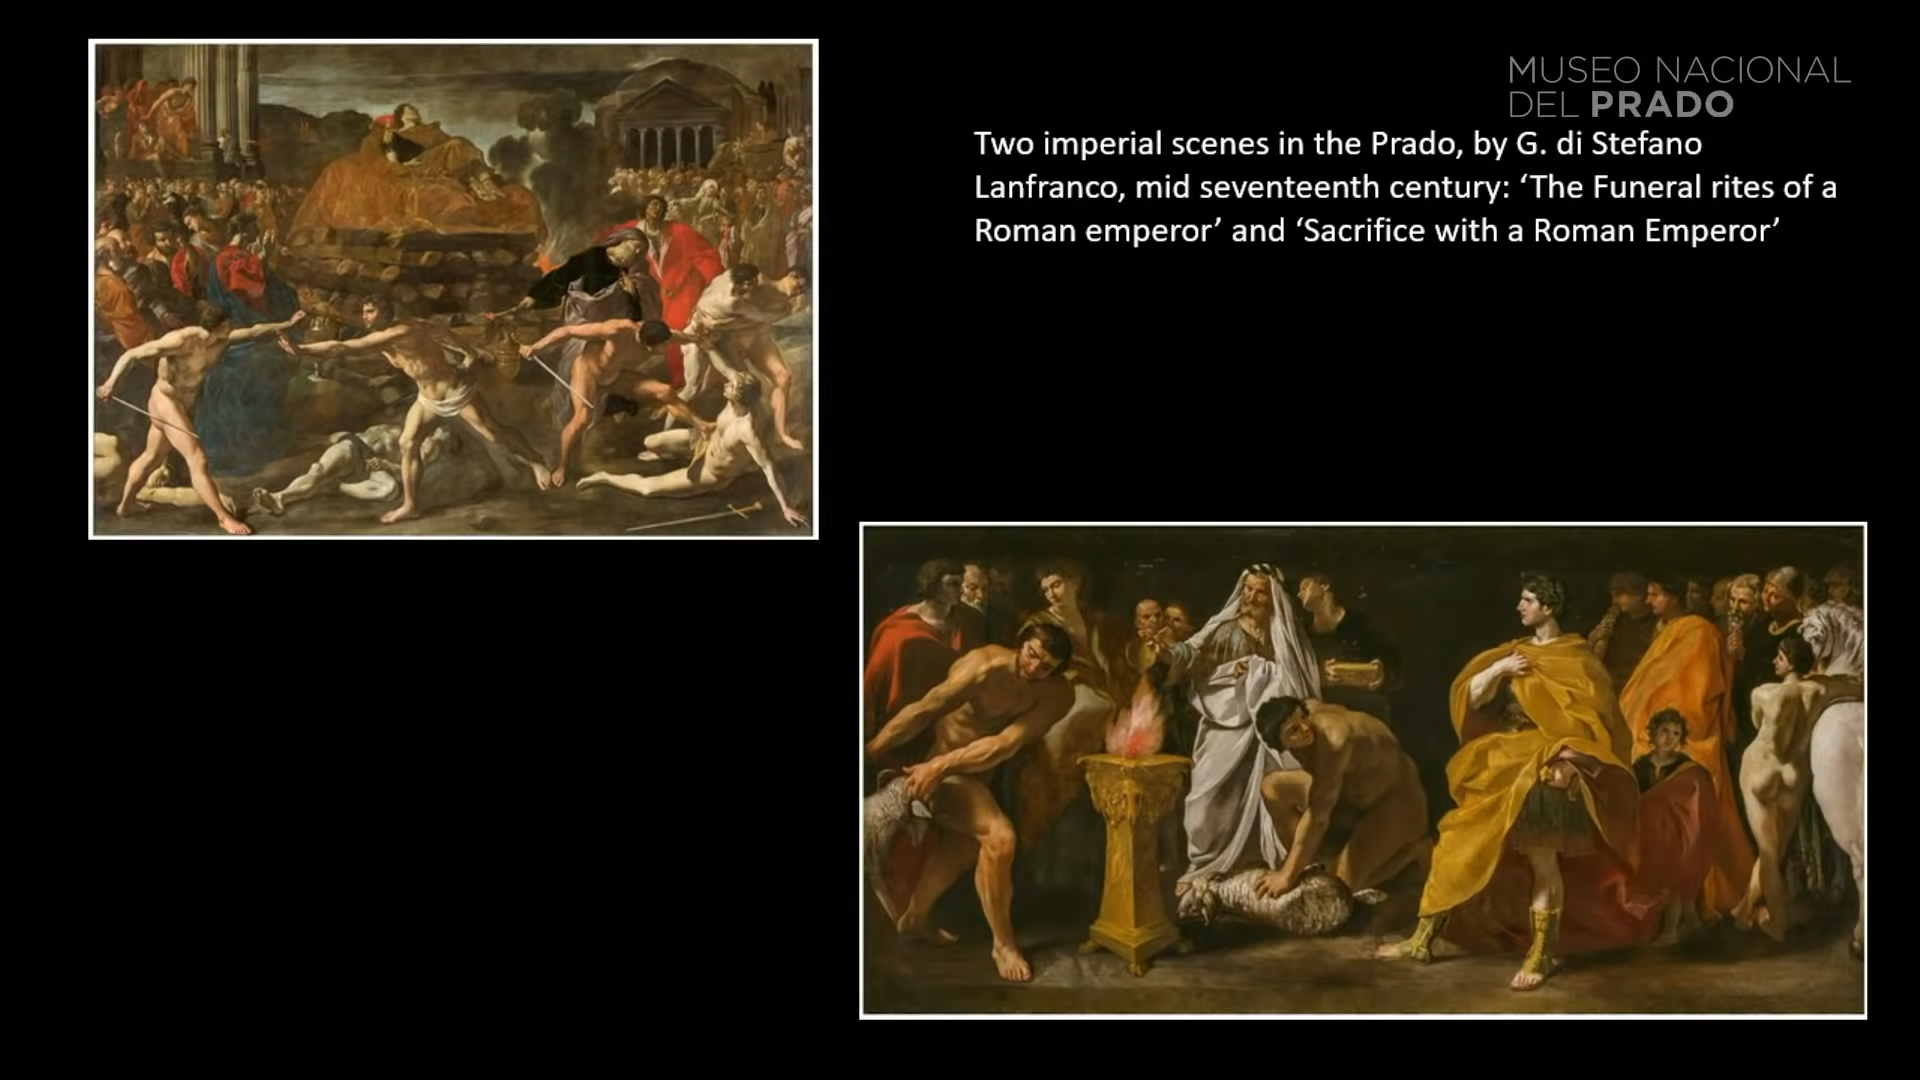 MUSEO NACIONAL
DEL PRADO
Two imperial scenes in the Prado, by G. di Stefano
Lanfranco, mid seventeenth century: ‘The Funeral rites of a
Roman emperor’ and ‘Sacrifice with a Roman Emperor’